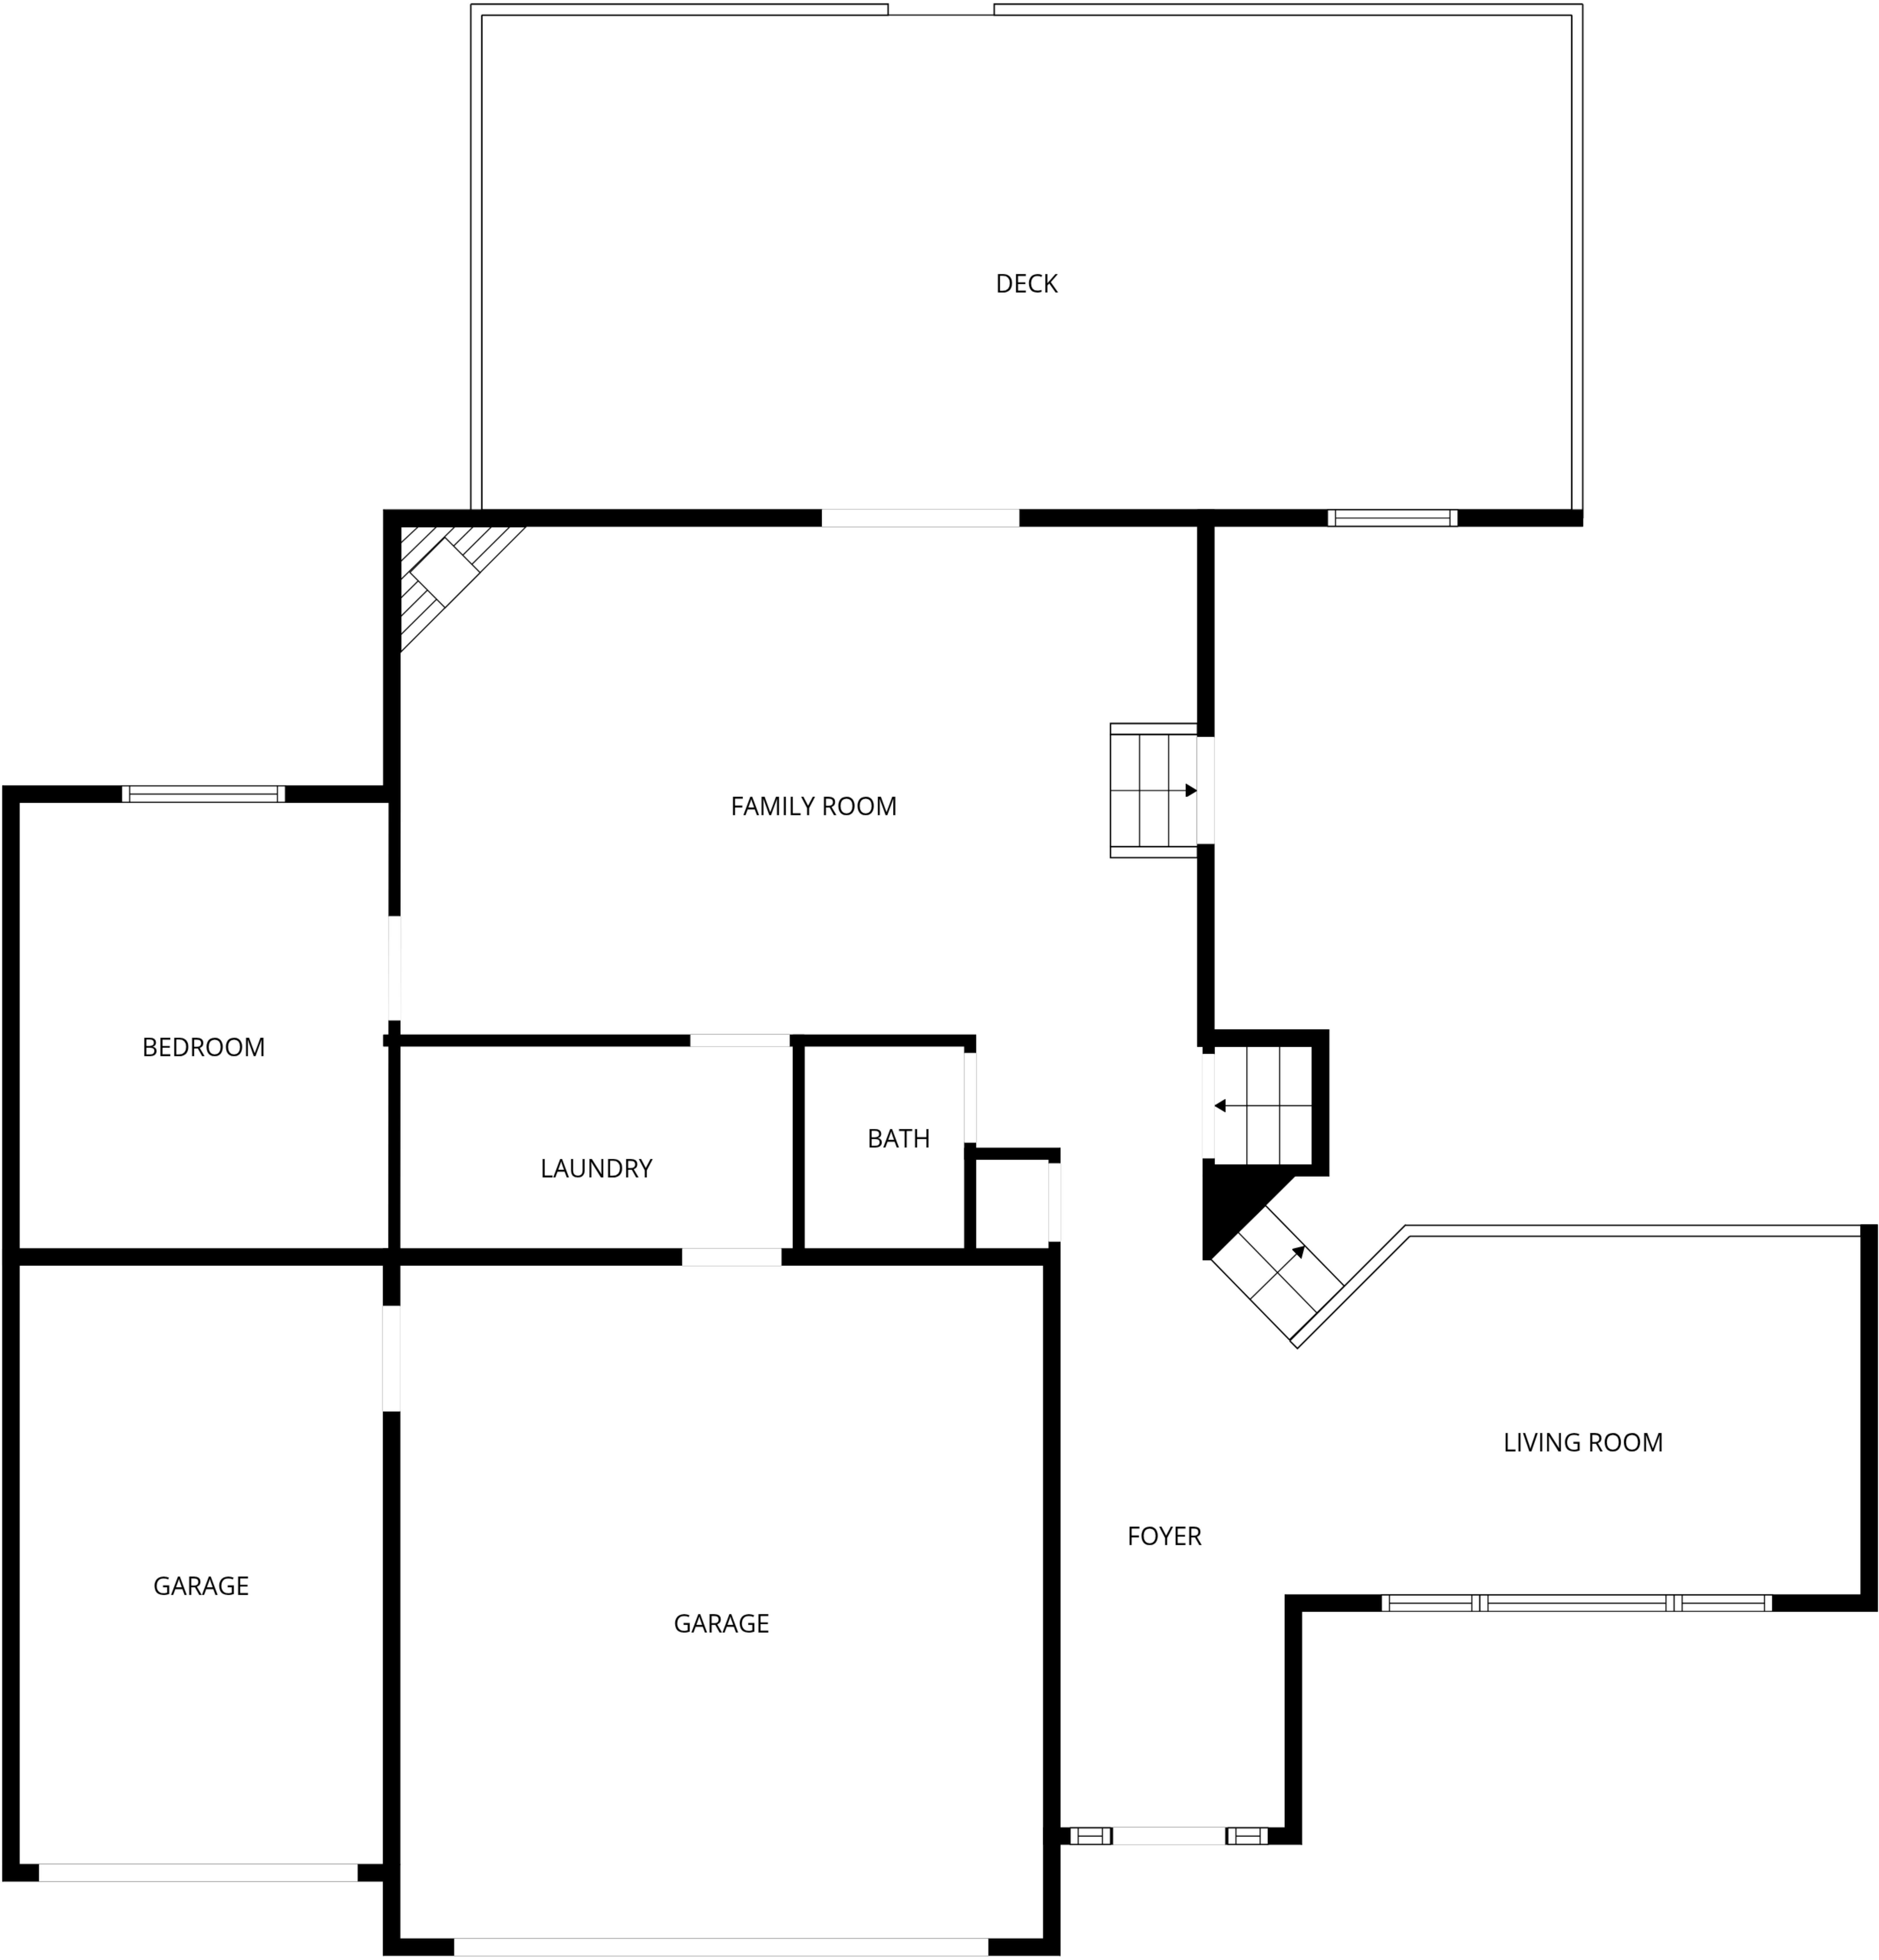 DECK
FAMILY ROOM
BEDROOM
BATH
LAUNDRY
LIVING ROOM
FOYER
GARAGE
GARAGE